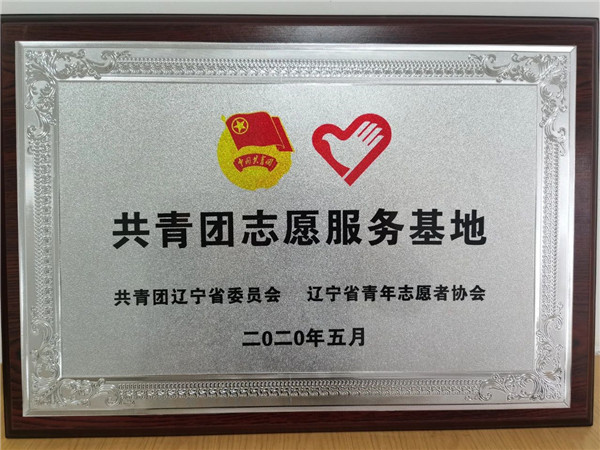 中国共青团
共青团志愿服务基地
共青团辽宁省委员会 辽宁省青年志愿者协会
二〇二〇年五月